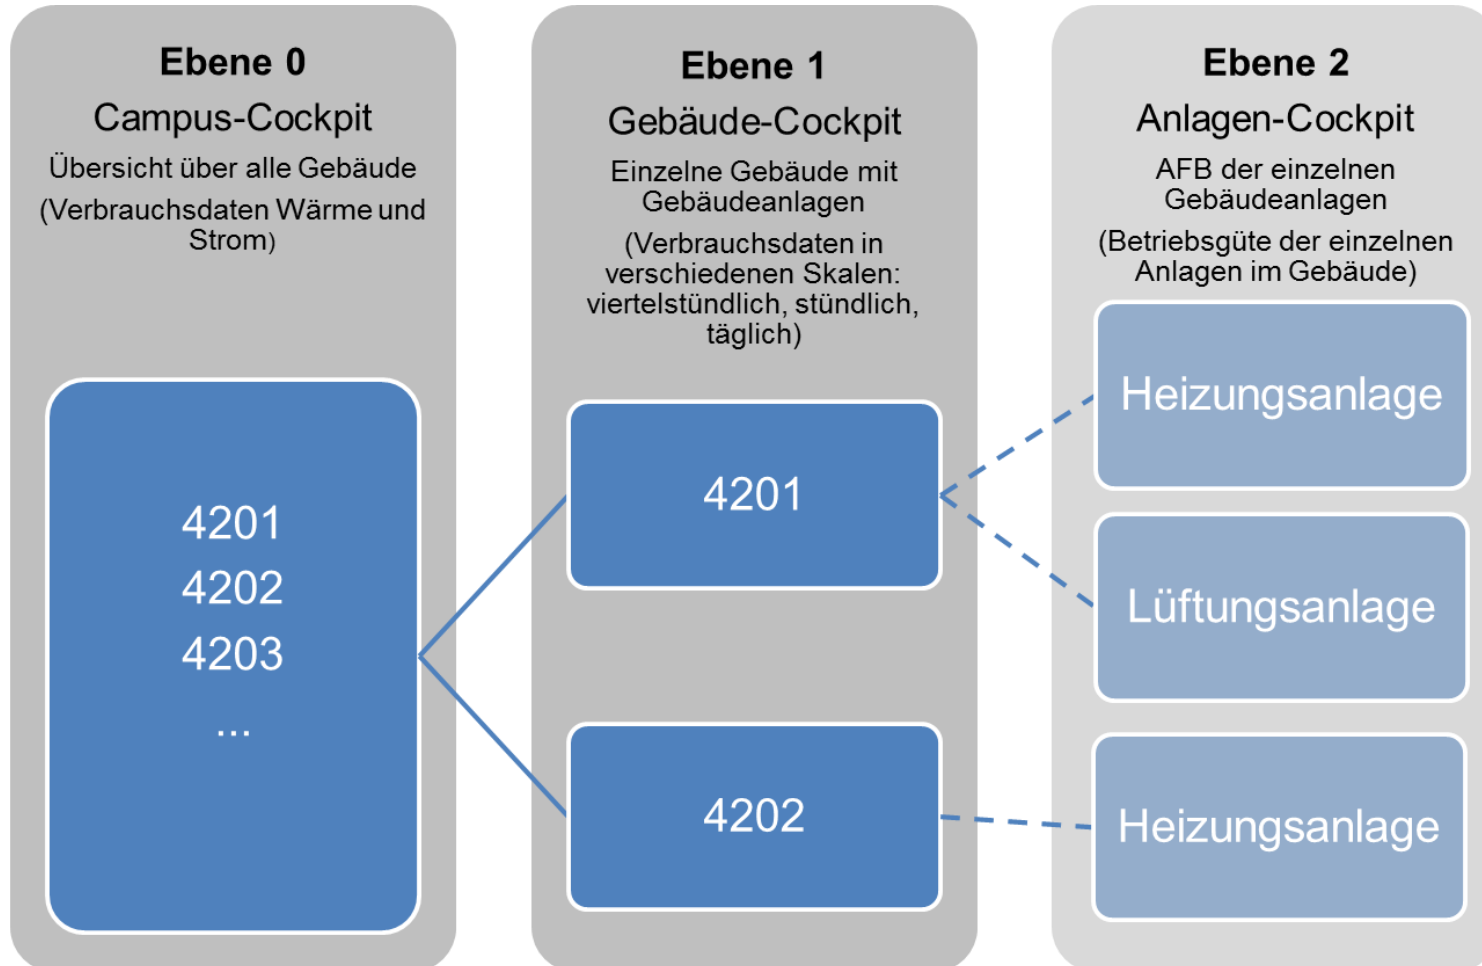 Ebene 0
Campus-Cockpit
Übersicht über alle Gebäude
(Verbrauchsdaten Wärme und
Strom)
4201
4202
4203
...
Ebene 1
Gebäude-Cockpit
Einzelne Gebäude mit
Gebäudeanlagen
(Verbrauchsdaten in
verschiedenen Skalen:
viertelstündlich, stündlich,
täglich)
4201
4202
Ebene 2
Anlagen-Cockpit
AFB der einzelnen
Gebäudeanlagen
(Betriebsgüte der einzelnen
Anlagen im Gebäude)
Heizungsanlage
Lüftungsanlage
Heizungsanlage